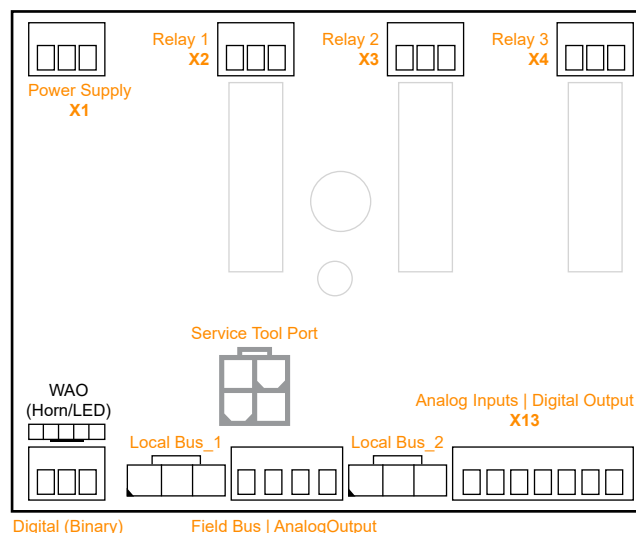 Relay 1
X2
Relay 2
X3
Relay 3
X4
Power Supply
X1
Service Tool Port
WAO
(Horn/LED)
Analog Inputs | Digital Output
X13
Local Bus_1
Local Bus_2
Digital (Binary)
Field Bus | AnalogOutput